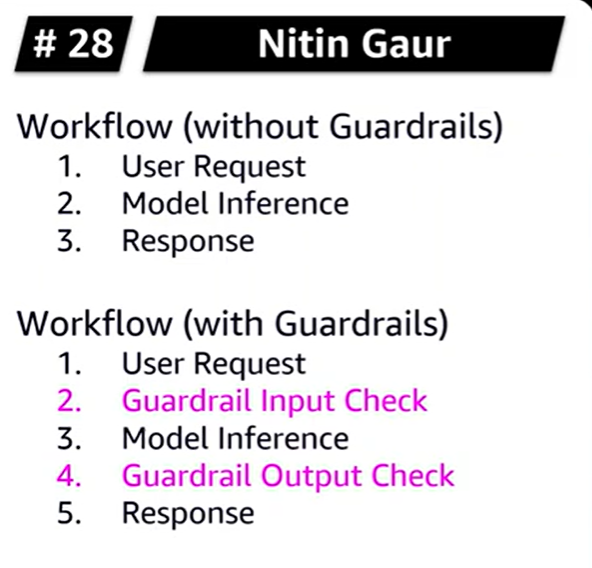 # 28
Nitin Gaur
Workflow (without Guardrails)
1. User Request
2. Model Inference
3. Response
Workflow (with Guardrails)
1. User Request
2. Guardrail Input Check
3. Model Inference
4. Guardrail Output Check
5. Response